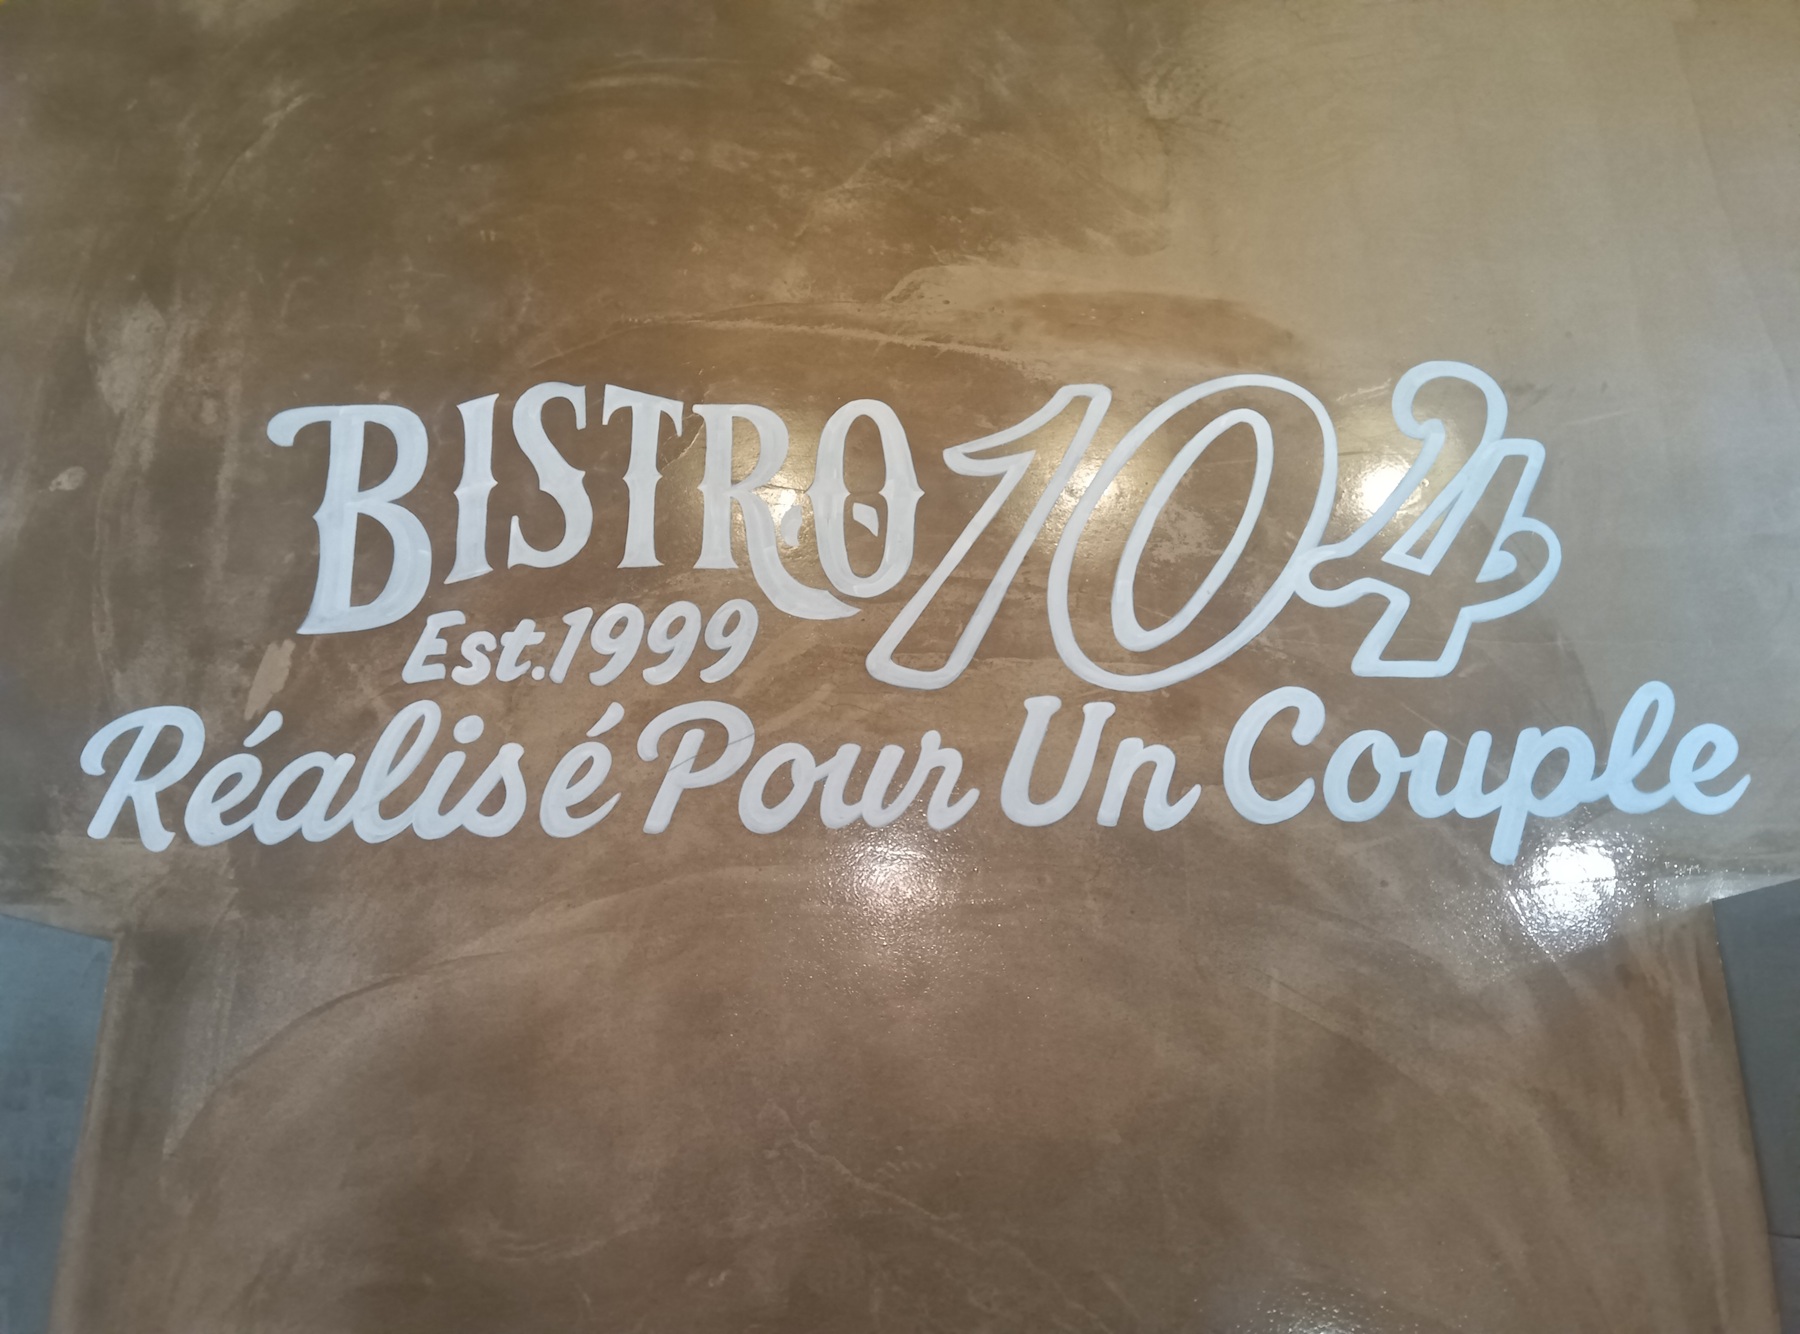 BISTRO 104
Est.1999
Réalisé Pour Un Couple